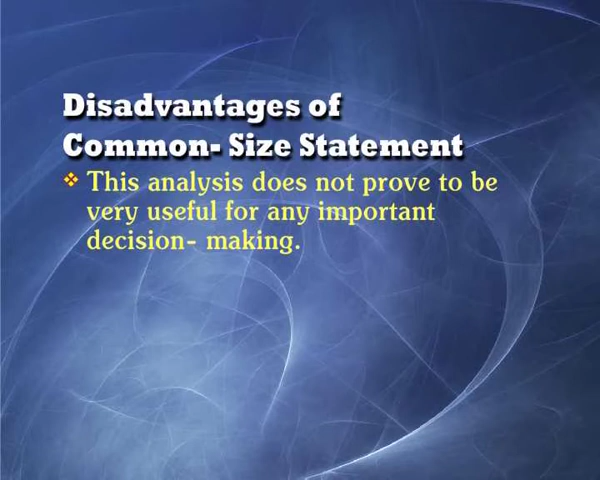 Disadvantages of
Common- Size Statement
This analysis does not prove to be
very useful for any important
decision- making.